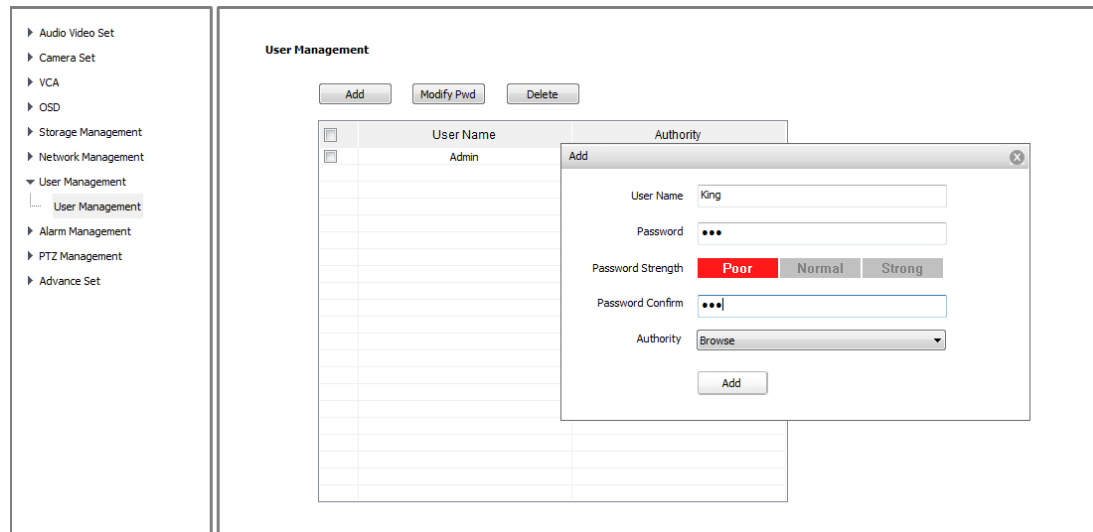 Audio Video Set
Camera Set
VCA
OSD
Storage Management
Network Management
User Management
User Management
Alarm Management
PTZ Management
Advance Set
User Management
Add Modify Pwd Delete
User Name Authority
Admin
Add
User Name King
Password •••
Password Strength Poor Normal Strong
Password Confirm •••
Authority Browse
Add